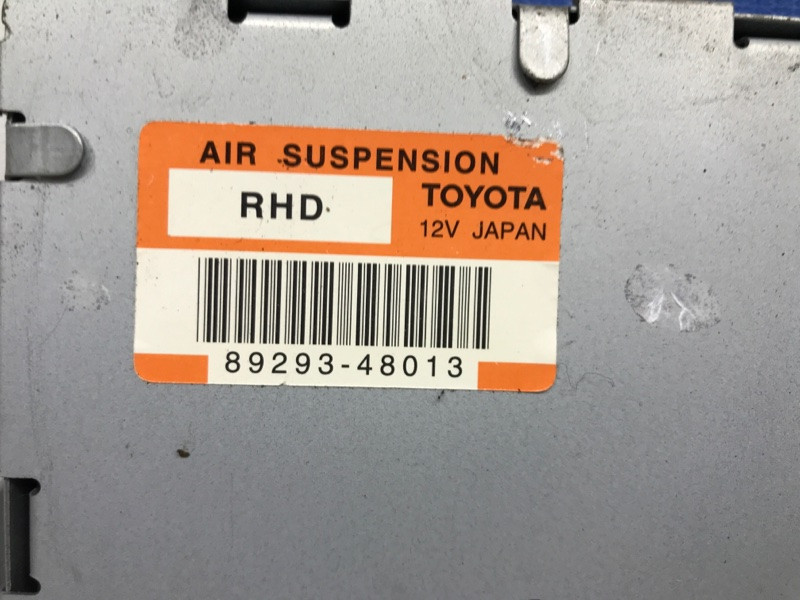 AIR SUSPENSION
RHD
TOYOTA
12V JAPAN
89293-48013